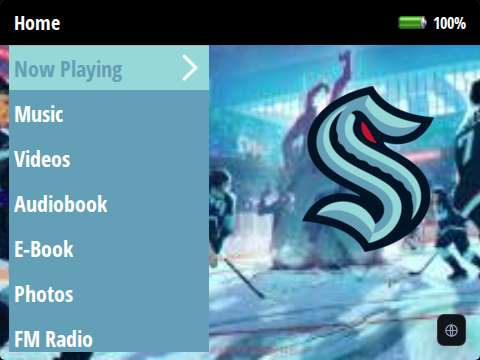 Home
100%
Now Playing
Music
Videos
Audiobook
E-Book
Photos
FM Radio